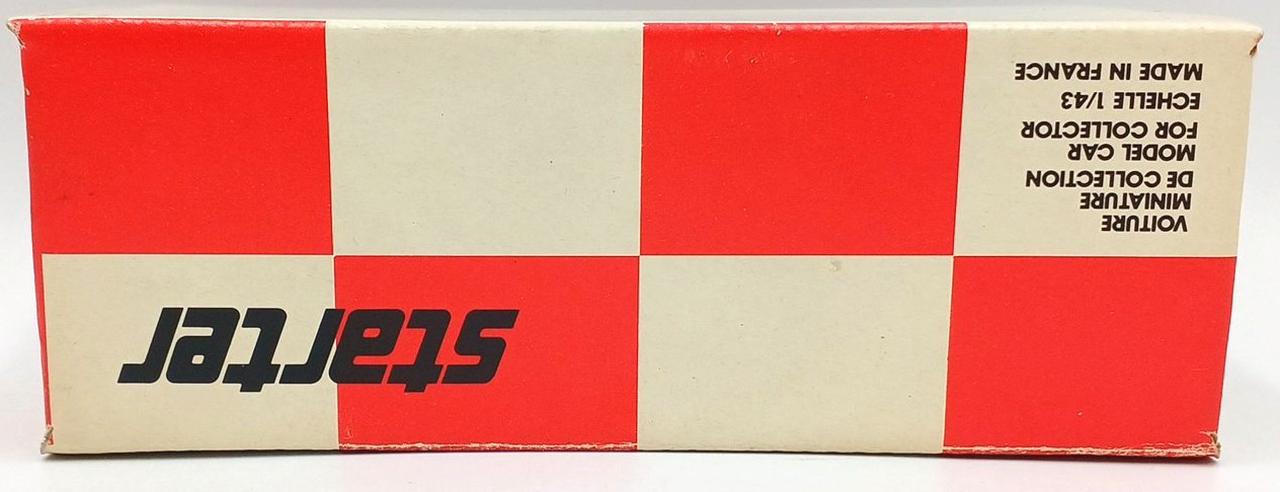 starter
VOITURE
MINIATURE
DE COLLECTION
MODEL CAR
FOR COLLECTOR
ECHELLE 1/43
MADE IN FRANCE